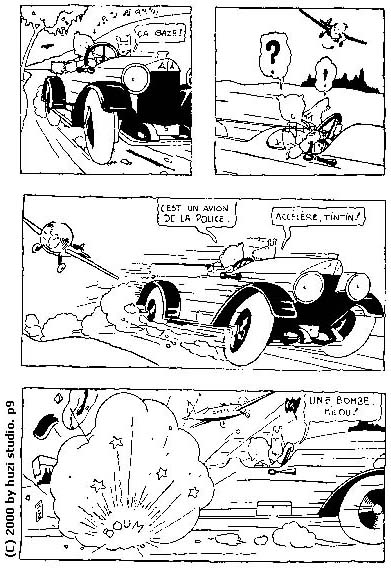 ÇA GAZE!
?
!
C'EST UN AVION
DE LA POLICE.
ACCÉLÈRE, TINTIN!
UNE BOMBE,
MILOU!
BOUM
(C) 2000 by huzi studio. p9